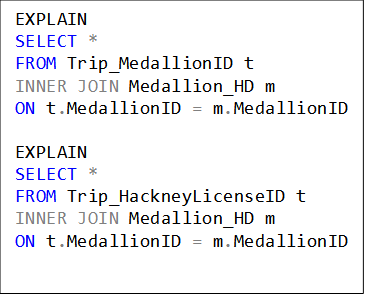 EXPLAIN
SELECT *
FROM Trip_MedallionID t
INNER JOIN Medallion_HD m
ON t.MedallionID = m.MedallionID
EXPLAIN
SELECT *
FROM Trip_HackneyLicenseID t
INNER JOIN Medallion_HD m
ON t.MedallionID = m.MedallionID